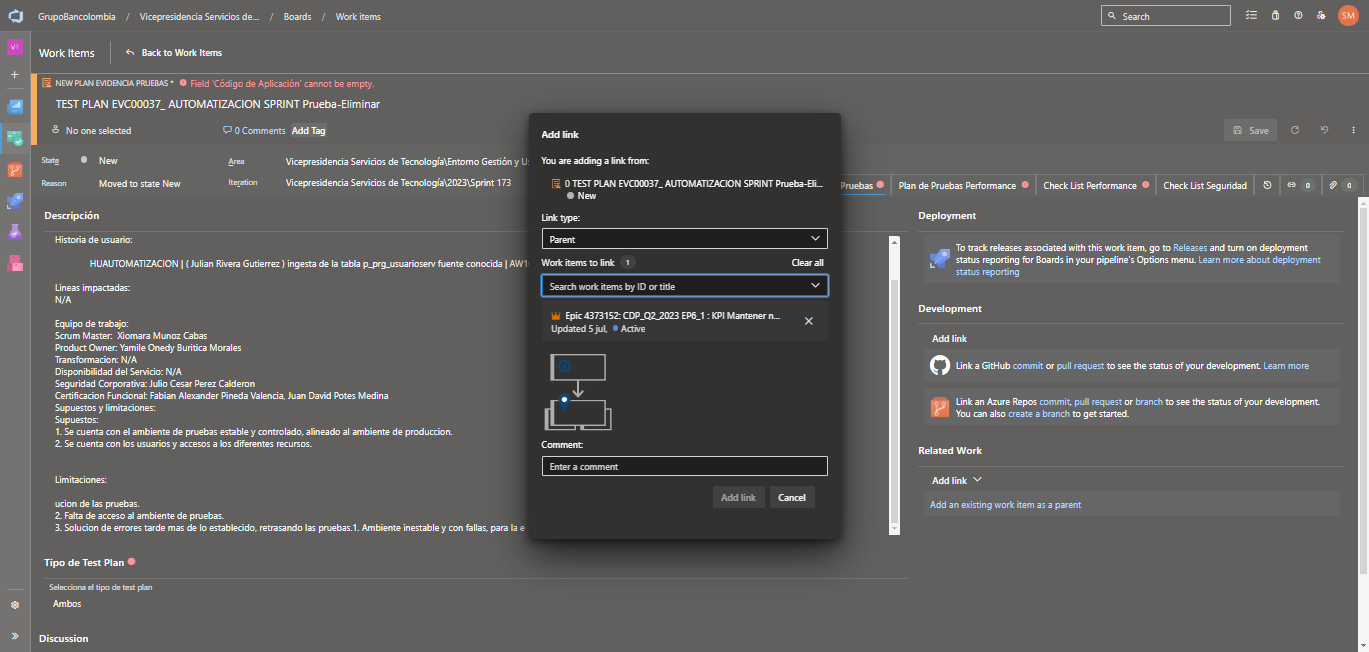 GrupoBancolombia / Vicepresidencia Servicios de... / Boards / Work items
Search
SM
VT
Work Items
Back to Work Items
NEW PLAN EVIDENCIA PRUEBAS * Field 'Código de Aplicación' cannot be empty.
TEST PLAN EVC00037_ AUTOMATIZACION SPRINT Prueba-Eliminar
No one selected
0 Comments
Add Tag
Save
State
New
Area
Vicepresidencia Servicios de Tecnología\Entorno Gestión y
Reason
Moved to state New
Iteration
Vicepresidencia Servicios de Tecnología\2023\Sprint 173
Pruebas
Plan de Pruebas Performance
Check List Performance
Check List Seguridad
0
0
Descripción
Historia de usuario:
HUAUTOMATIZACION | ( Julian Rivera Gutierrez ) ingesta de la tabla p_prg_usuarioserv fuente conocida |
Lineas impactadas:
N/A
Equipo de trabajo:
Scrum Master: Xiomara Munoz Cabas
Product Owner: Yamile Onedy Buritica Morales
Transformacion: N/A
Disponibilidad del Servicio: N/A
Seguridad Corporativa: Julio Cesar Perez Calderon
Certificacion Funcional: Fabian Alexander Pineda Valencia, Juan David Potes Medina
Supuestos y limitaciones:
Supuestos:
1. Se cuenta con el ambiente de pruebas estable y controlado, alineado al ambiente de produccion.
2. Se cuenta con los usuarios y accesos a los diferentes recursos.
Limitaciones:
ucion de las pruebas.
2. Falta de acceso al ambiente de pruebas.
3. Solucion de errores tarde mas de lo establecido, retrasando las pruebas.1. Ambiente inestable y con fallas, para la e
Tipo de Test Plan
Selecciona el tipo de test plan
Ambos
Discussion
Add link
You are adding a link from:
0 TEST PLAN EVC00037_ AUTOMATIZACION SPRINT Prueba-Eli...
New
Link type:
Parent
Work items to link 1
Clear all
Search work items by ID or title
Epic 4373152: CDP_Q2_2023 EP6_1 : KPI Mantener n...
Updated 5 jul, Active
Comment:
Enter a comment
Add link
Cancel
Deployment
To track releases associated with this work item, go to Releases and turn on deployment
status reporting for Boards in your pipeline's Options menu. Learn more about deployment
status reporting
Development
Add link
Link a GitHub commit or pull request to see the status of your development. Learn more
Link an Azure Repos commit, pull request or branch to see the status of your development.
You can also create a branch to get started.
Related Work
Add link
Add an existing work item as a parent